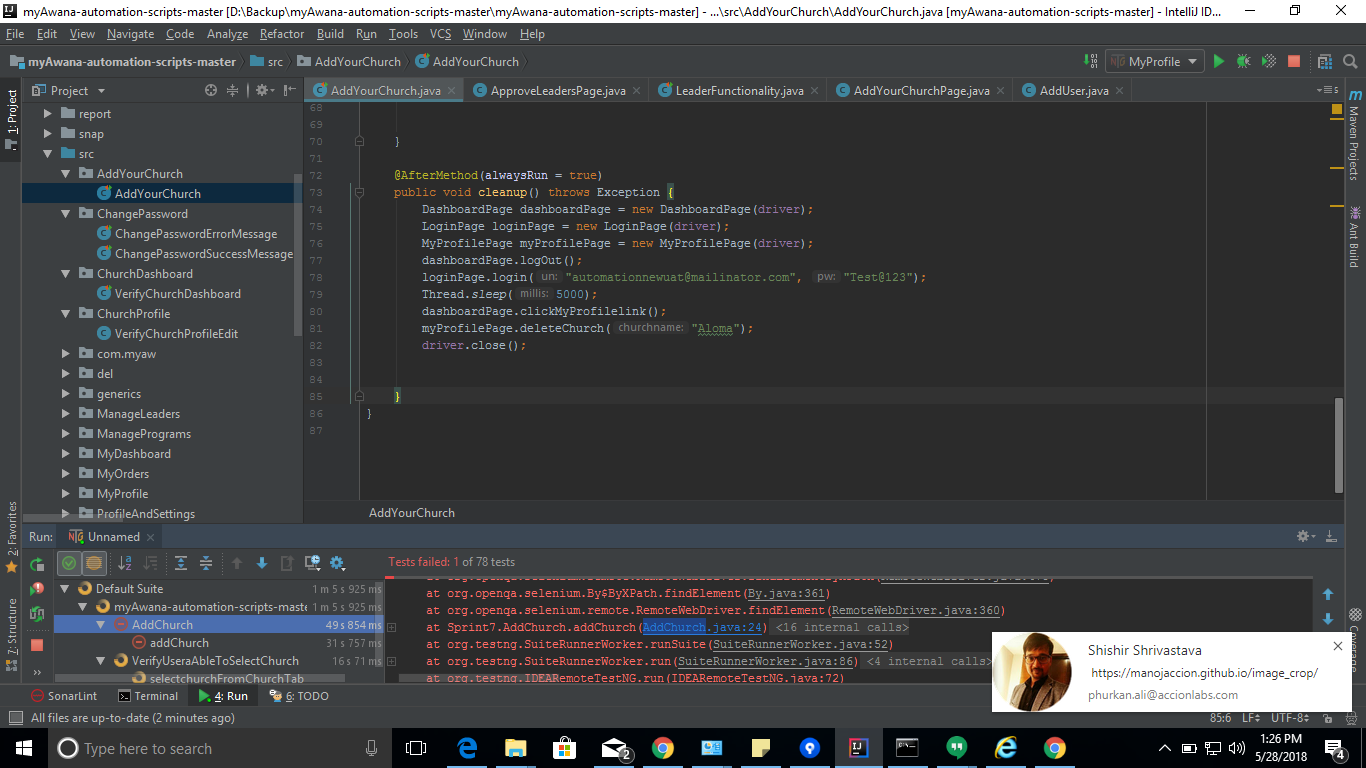 myAwana-automation-scripts-master [D:\Backup\myAwana-automation-scripts-master\myAwana-automation-scripts-master] - ...\src\AddYourChurch\AddYourChurch.java [myAwana-automation-scripts-master] - IntelliJ ID...
File Edit View Navigate Code Analyze Refactor Build Run Tools VCS Window Help
myAwana-automation-scripts-master src AddYourChurch AddYourChurch MyProfile
Project AddYourChurch.java ApproveLeadersPage.java LeaderFunctionality.java AddYourChurchPage.java AddUser.java
1: Project
2: Favorites
7: Structure
Maven Projects
Ant Build
Coverage
report
snap
src
AddYourChurch
AddYourChurch
ChangePassword
ChangePasswordErrorMessage
ChangePasswordSuccessMessage
ChurchDashboard
VerifyChurchDashboard
ChurchProfile
VerifyChurchProfileEdit
com.myaw
del
generics
ManageLeaders
ManagePrograms
MyDashboard
MyOrders
MyProfile
ProfileAndSettings
68
69
70 }
71
72 @AfterMethod(alwaysRun = true)
73 public void cleanup() throws Exception {
74 DashboardPage dashboardPage = new DashboardPage(driver);
75 LoginPage loginPage = new LoginPage(driver);
76 MyProfilePage myProfilePage = new MyProfilePage(driver);
77 dashboardPage.logOut();
78 loginPage.login( un: "automationnewuat@mailinator.com", pw: "Test@123");
79 Thread.sleep( millis: 5000);
80 dashboardPage.clickMyProfilelink();
81 myProfilePage.deleteChurch( churchname: "Aloma");
82 driver.close();
83
84
85 }
86 }
87
AddYourChurch
Run: Unnamed
Tests failed: 1 of 78 tests
Default Suite 1 m 5 s 925 ms
myAwana-automation-scripts-maste 1 m 5 s 925 ms
AddChurch 49 s 854 ms
addChurch 31 s 757 ms
VerifyUseraAbleToSelectChurch 16 s 71 ms
selectchurchFromChurchTab
at org.openqa.selenium.By$ByXPath.findElement(By.java:361)
at org.openqa.selenium.remote.RemoteWebDriver.findElement(RemoteWebDriver.java:360)
at Sprint7.AddChurch.addChurch(AddChurch.java:24) <16 internal calls>
at org.testng.SuiteRunnerWorker.runSuite(SuiteRunnerWorker.java:52)
at org.testng.SuiteRunnerWorker.run(SuiteRunnerWorker.java:86) <4 internal calls>
at org.testng.IDEARemoteTestNG.run(IDEARemoteTestNG.java:72)
Shishir Shrivastava
https://manojaccion.github.io/image_crop/
phurkan.ali@accionlabs.com
SonarLint Terminal 4: Run 6: TODO
All files are up-to-date (2 minutes ago) 85:6 LF UTF-8
Type here to search
2
1:26 PM
5/28/2018
4